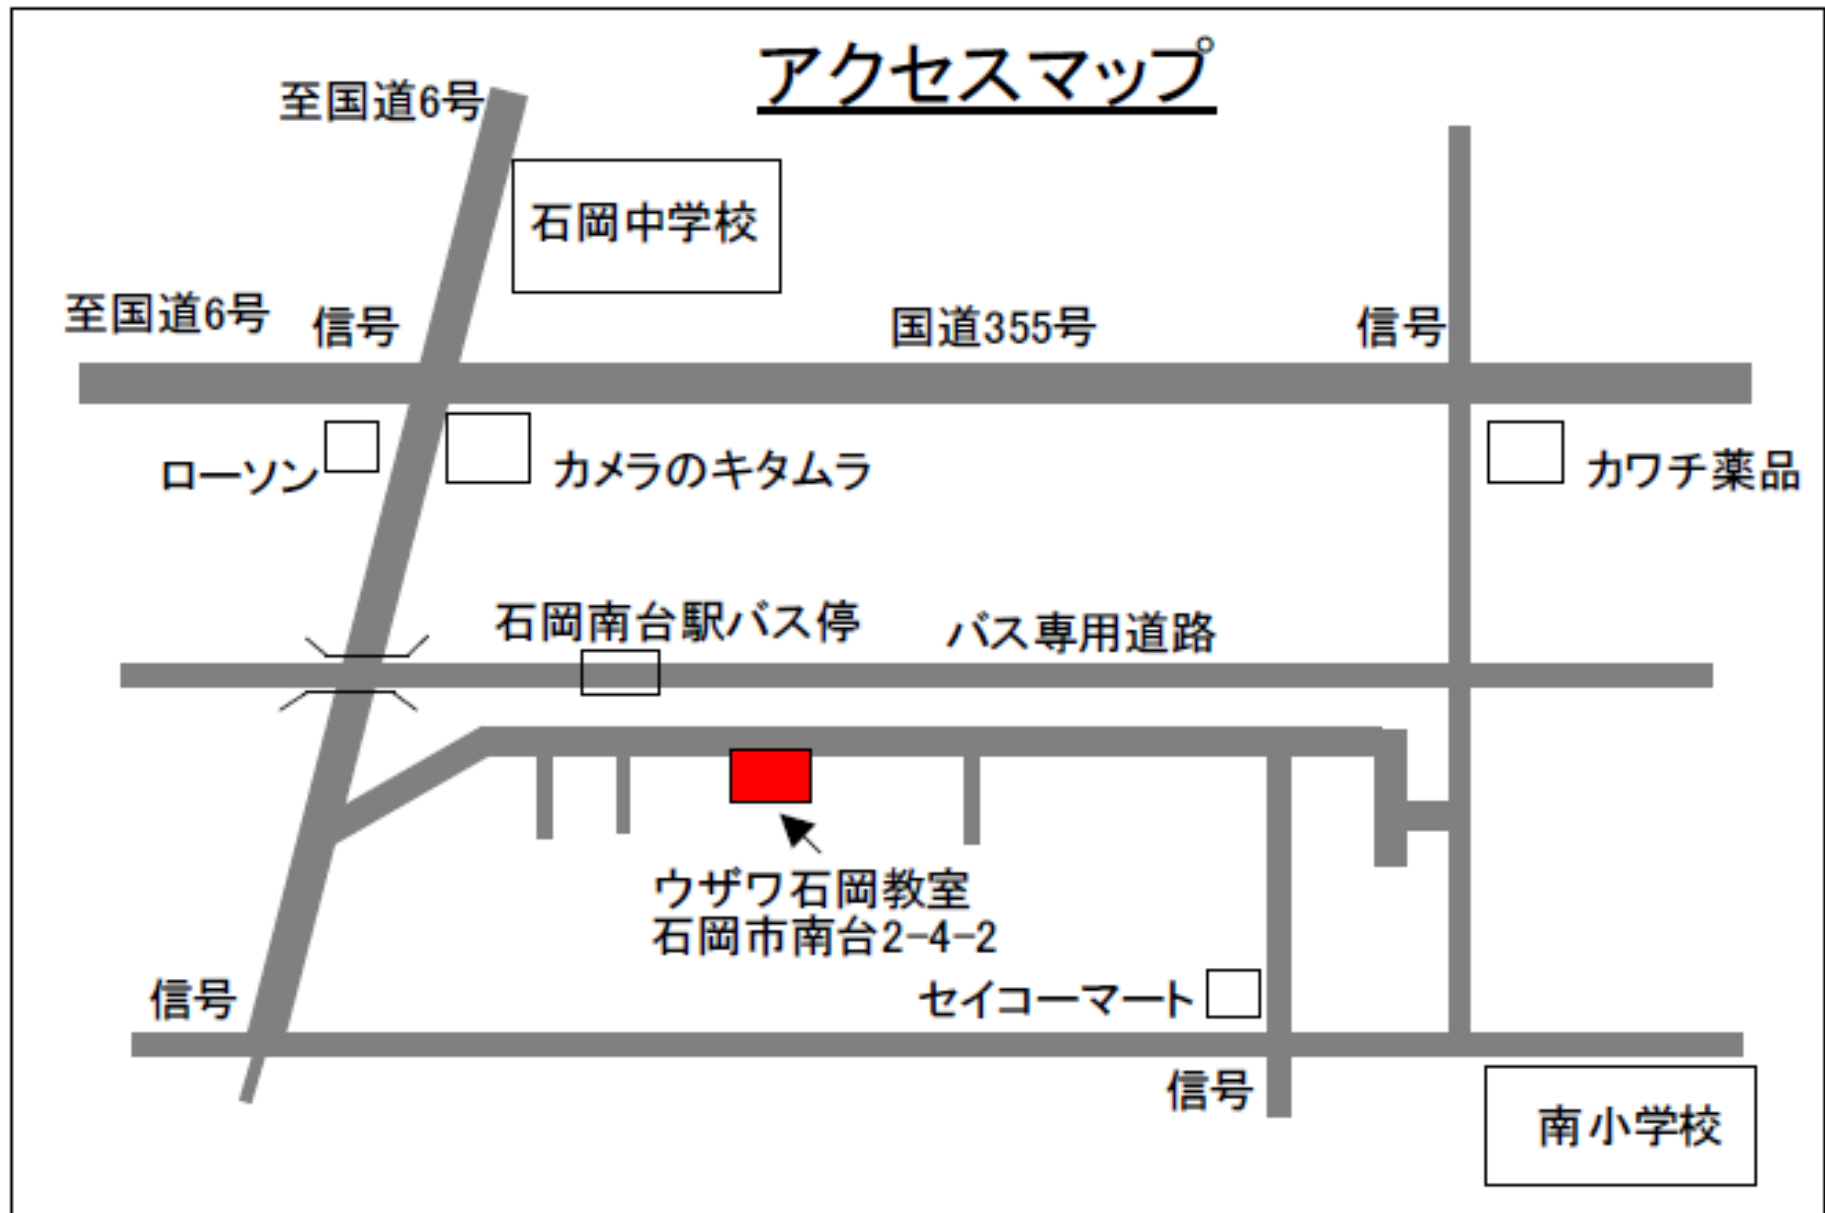 アクセスマップ
至国道6号
石岡中学校
至国道6号
信号
国道355号
信号
ローソン
カメラのキタムラ
カワチ薬品
石岡南台駅バス停
バス専用道路
ウザワ石岡教室
石岡市南台2-4-2
信号
セイコーマート
信号
南小学校